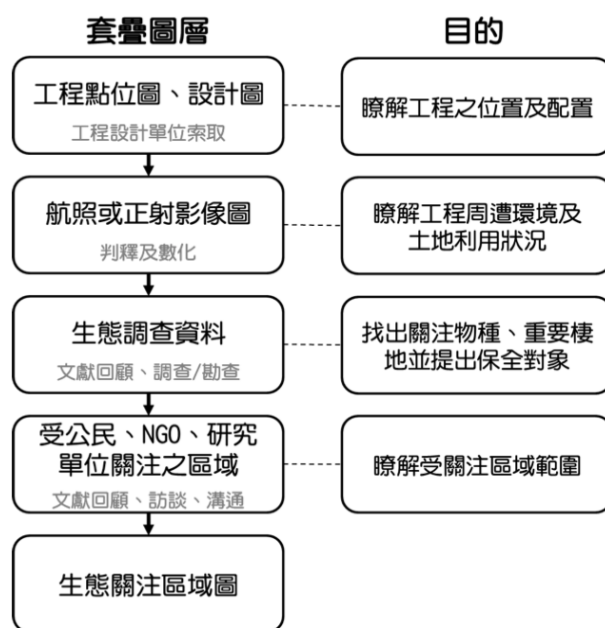 套疊圖層
目的
工程點位圖、設計圖
工程設計單位索取
瞭解工程之位置及配置
航照或正射影像圖
判釋及數化
瞭解工程周遭環境及
土地利用狀況
生態調查資料
文獻回顧、調查/勘查
找出關注物種、重要棲
地並提出保全對象
受公民、NGO、研究
單位關注之區域
文獻回顧、訪談、溝通
瞭解受關注區域範圍
生態關注區域圖